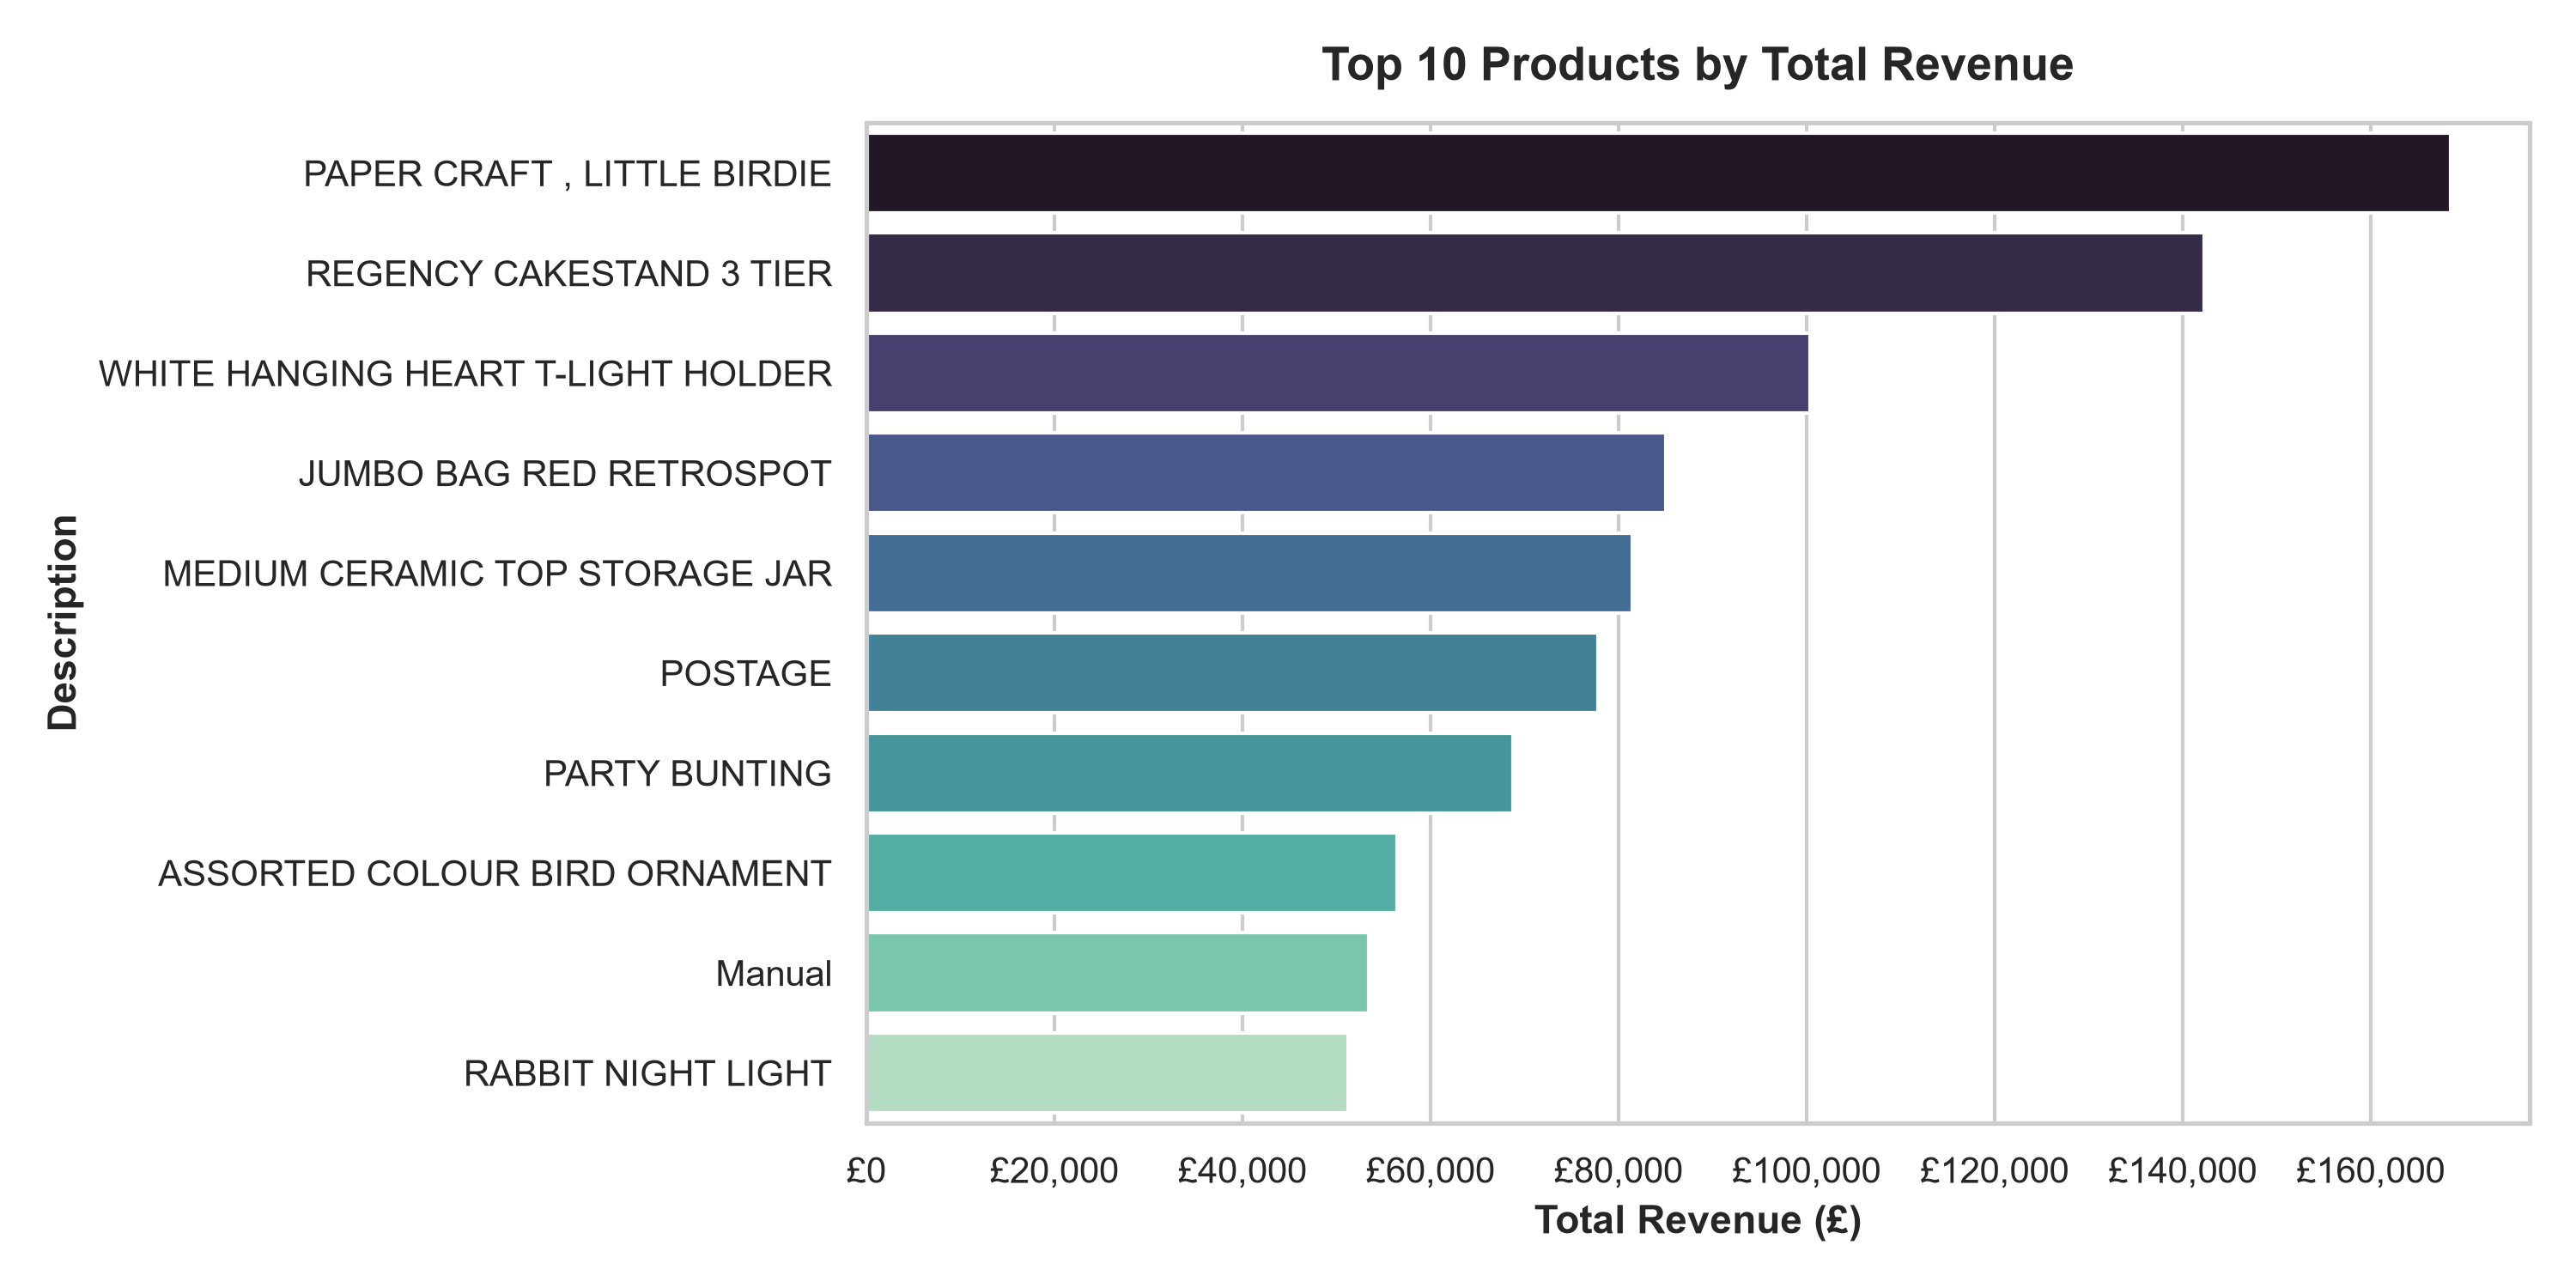 Top 10 Products by Total Revenue
PAPER CRAFT , LITTLE BIRDIE
REGENCY CAKESTAND 3 TIER
WHITE HANGING HEART T-LIGHT HOLDER
JUMBO BAG RED RETROSPOT
MEDIUM CERAMIC TOP STORAGE JAR
POSTAGE
PARTY BUNTING
ASSORTED COLOUR BIRD ORNAMENT
Manual
RABBIT NIGHT LIGHT
Description
£0 £20,000 £40,000 £60,000 £80,000 £100,000 £120,000 £140,000 £160,000
Total Revenue (£)